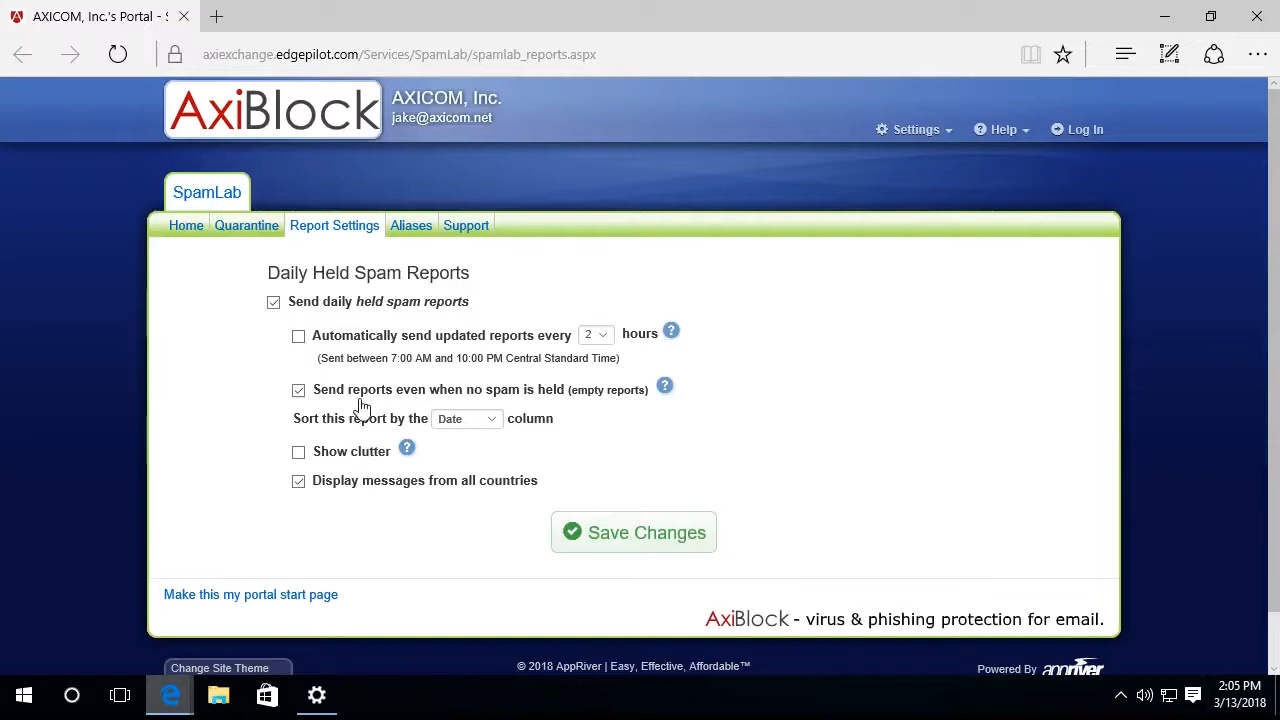 AXICOM, Inc.'s Portal - S
axiexchange.edgepilot.com/Services/SpamLab/spamlab_reports.aspx
AxiBlock
AXICOM, Inc.
jake@axicom.net
Settings
Help
Log In
SpamLab
Home
Quarantine
Report Settings
Aliases
Support
Daily Held Spam Reports
Send daily held spam reports
Automatically send updated reports every 2 hours ?
(Sent between 7:00 AM and 10:00 PM Central Standard Time)
Send reports even when no spam is held (empty reports) ?
Sort this report by the Date column
Show clutter ?
Display messages from all countries
Save Changes
Make this my portal start page
AxiBlock - virus & phishing protection for email.
Change Site Theme
© 2018 AppRiver | Easy, Effective, Affordable™
Powered By appriver
2:05 PM
3/13/2018